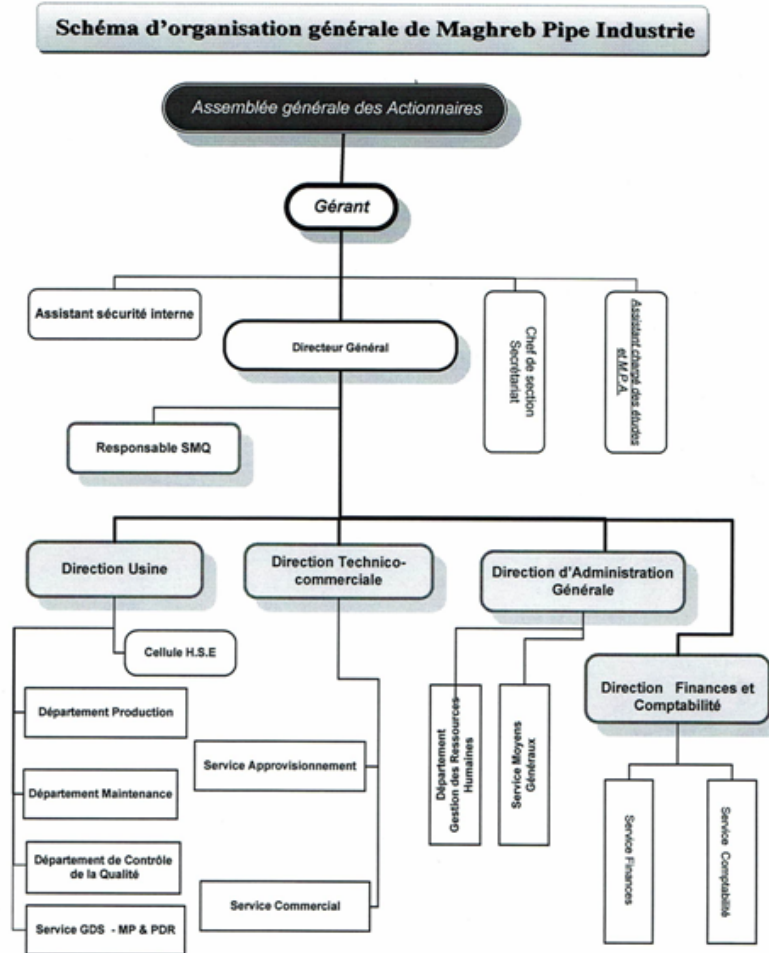 Schéma d'organisation générale de Maghreb Pipe Industrie
Assemblée générale des Actionnaires
Gérant
Assistant sécurité interne
Directeur Général
Chef de section
Secrétariat
Assistant chargé des études
et M.P.A.
Responsable SMQ
Direction Usine
Direction Technico-
commerciale
Direction d'Administration
Générale
Direction Finances et
Comptabilité
Cellule H.S.E
Département Production
Département Maintenance
Département de Contrôle
de la Qualité
Service GDS - MP & PDR
Service Approvisionnement
Service Commercial
Département
Gestion des Ressources
Humaines
Service Moyens
Généraux
Service Finances
Service Comptabilité